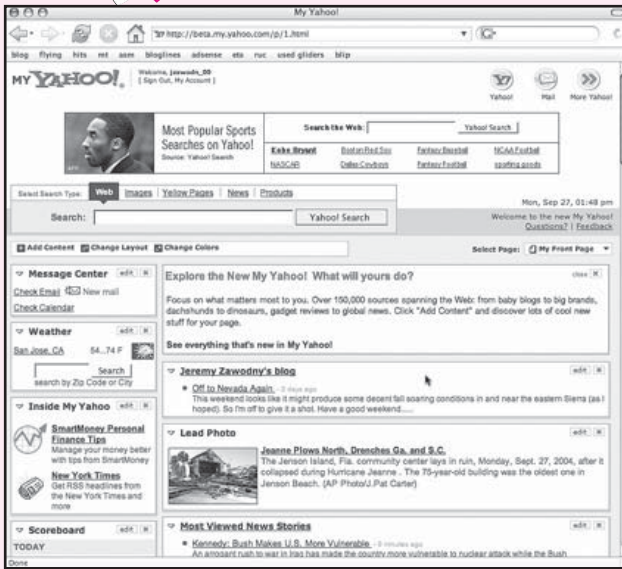 My Yahoo!
http://beta.my.yahoo.com/p/1.html
blog flying hits mt asm bloglines adsense eta ruc used gliders blip
MY YAHOO!
Welcome, jzawodn_80
[ Sign Out, My Account ]
Yahoo! Mail More Yahoo!
Most Popular Sports
Searches on Yahoo!
Source: Yahoo! Search
Search the Web: Yahoo! Search
Kobe Bryant Boston Red Sox Fantasy Baseball NCAA Football
NASCAR Dallas Cowboys Fantasy Football sporting goods
Select Search Type: Web Images | Yellow Pages | News | Products
Mon, Sep 27, 01:48 pm
Search: Yahoo! Search
Welcome to the new My Yahoo!
Questions? | Feedback
Add Content Change Layout Change Colors
Select Page: My Front Page
Message Center edit
Check Email New mail
Check Calendar
Weather edit
San Jose, CA 54...74 F
Search
search by Zip Code or City
Inside My Yahoo edit
SmartMoney Personal
Finance Tips
Manage your money better
with tips from SmartMoney
New York Times
Get RSS headlines from
the New York Times and
more
Scoreboard edit
TODAY
Explore the New My Yahoo! What will yours do? close
Focus on what matters most to you. Over 150,000 sources spanning the Web: from baby blogs to big brands,
dachshunds to dinosaurs, gadget reviews to global news. Click "Add Content" and discover lots of cool new
stuff for your page.
See everything that's new in My Yahoo!
Jeremy Zawodny's blog edit
Off to Nevada Again - 3 days ago
This weekend looks like it might produce some decent fall soaring conditions in and near the eastern Sierra (as I
hoped). So I'm off to give it a shot. Have a good weekend.....
Lead Photo edit
Jeanne Plows North, Drenches Ga. and S.C.
The Jenson Island, Fla. community center lays in ruin, Monday, Sept. 27, 2004, after it
collapsed during Hurricane Jeanne . The 75-year-old building was the oldest one in
Jenson Beach. (AP Photo/J.Pat Carter)
Most Viewed News Stories edit
Kennedy: Bush Makes U.S. More Vulnerable - 9 minutes ago
An arrogant rush to war in Iraq has made the country more vulnerable to nuclear attack while the Bush
Done